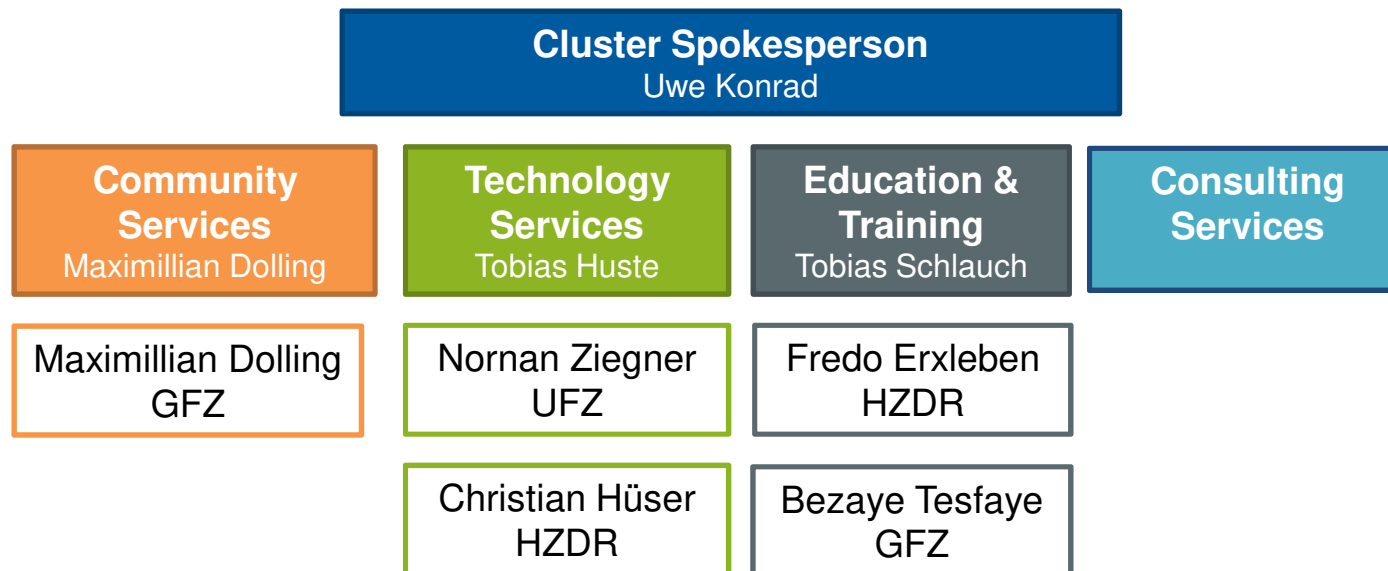 Cluster Spokesperson
Uwe Konrad
Community
Services
Maximillian Dolling
Technology
Services
Tobias Huste
Education &
Training
Tobias Schlauch
Consulting
Services
Maximillian Dolling
GFZ
Nornan Ziegner
UFZ
Fredo Erxleben
HZDR
Christian Hüser
HZDR
Bezaye Tesfaye
GFZ